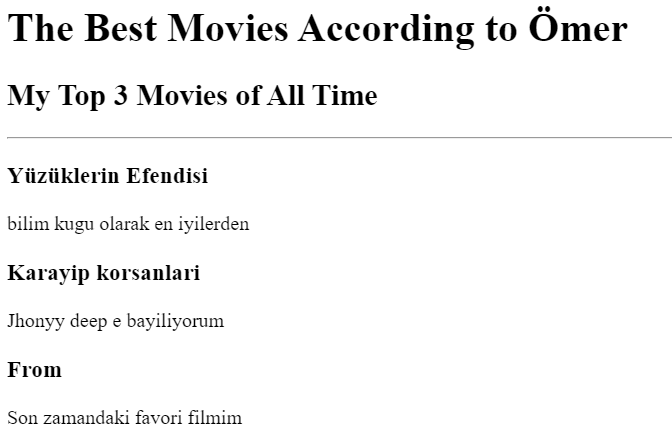 The Best Movies According to Ömer
My Top 3 Movies of All Time
Yüzüklerin Efendisi
bilim kugu olarak en iyilerden
Karayip korsanlari
Jhonyy deep e bayiliyorum
From
Son zamandaki favori filmim